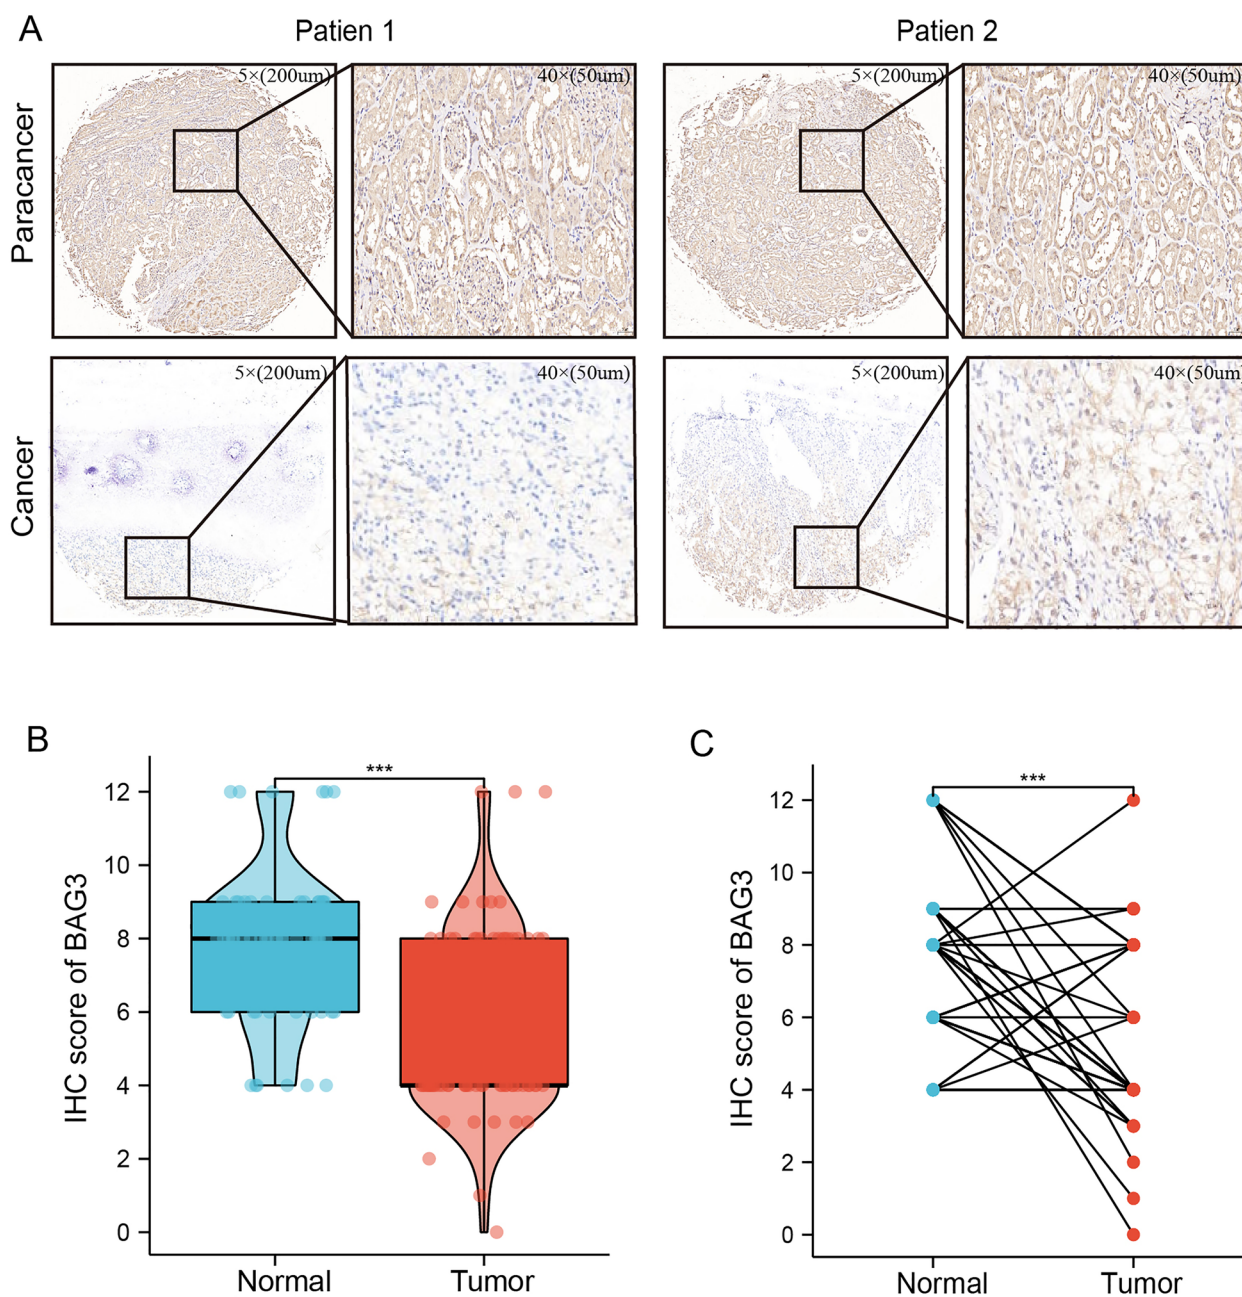 A
Patien 1
Patien 2
Paracancer
5×(200um)
40×(50um)
5×(200um)
40×(50um)
Cancer
5×(200um)
40×(50um)
5×(200um)
40×(50um)
B
***
IHC score of BAG3
12
10
8
6
4
2
0
Normal
Tumor
C
***
IHC score of BAG3
12
10
8
6
4
2
0
Normal
Tumor